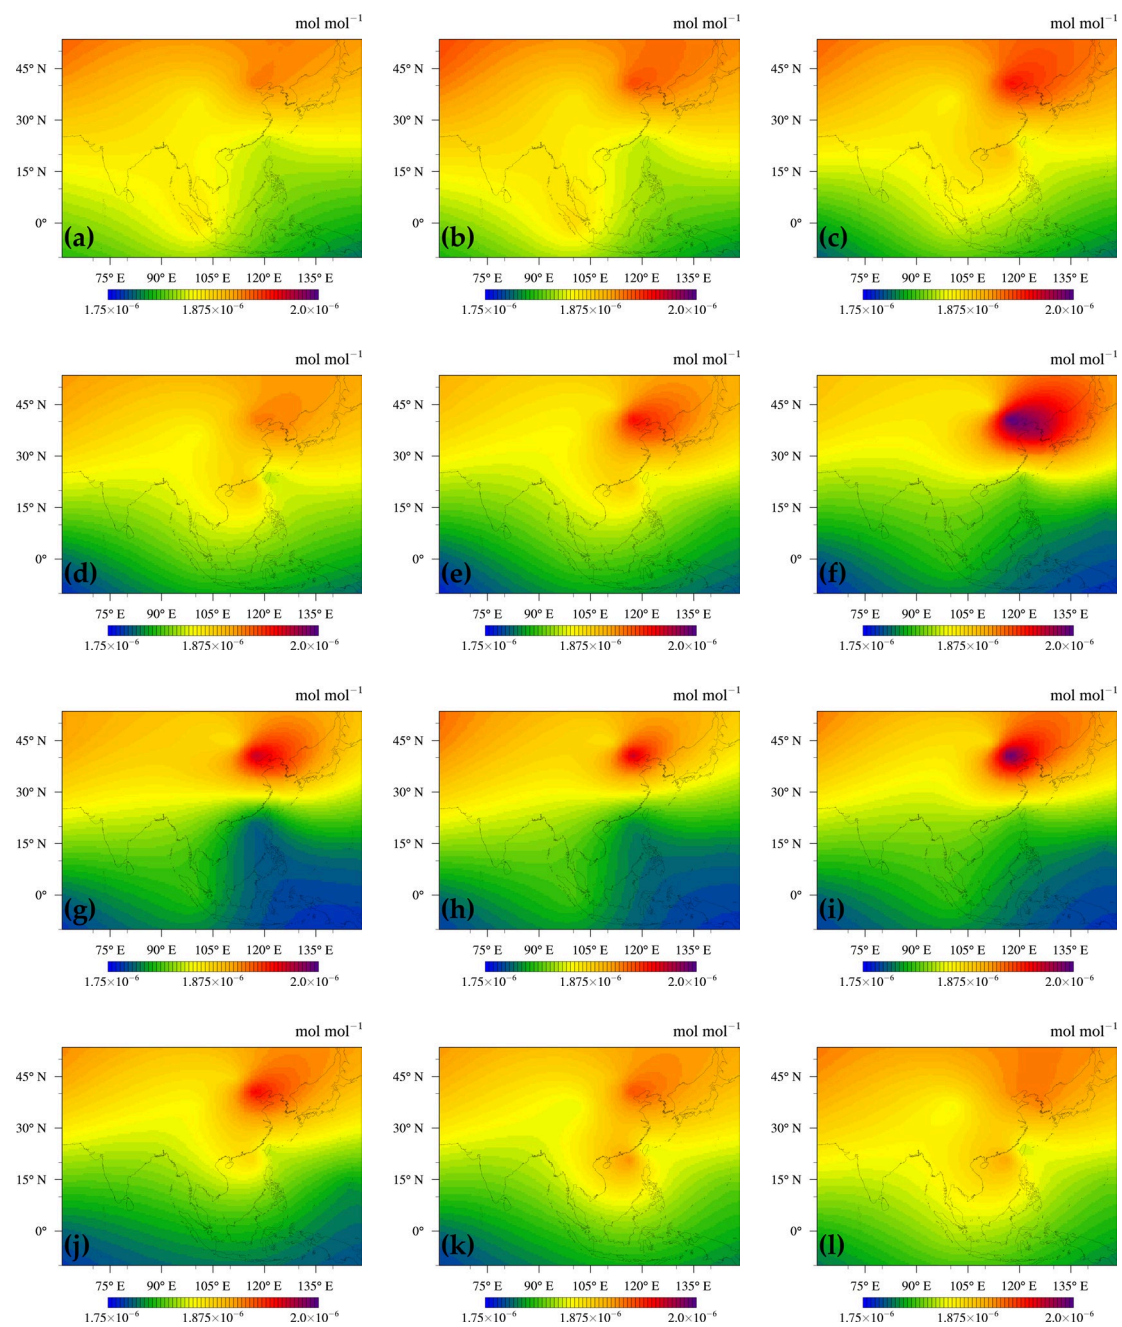 mol mol−1 mol mol−1 mol mol−1
45° N 45° N 45° N
30° N 30° N 30° N
15° N 15° N 15° N
0° 0° 0°
(a) (b) (c)
75° E 90° E 105° E 120° E 135° E 75° E 90° E 105° E 120° E 135° E 75° E 90° E 105° E 120° E 135° E
1.75×10−6 1.875×10−6 2.0×10−6 1.75×10−6 1.875×10−6 2.0×10−6 1.75×10−6 1.875×10−6 2.0×10−6
mol mol−1 mol mol−1 mol mol−1
45° N 45° N 45° N
30° N 30° N 30° N
15° N 15° N 15° N
0° 0° 0°
(d) (e) (f)
75° E 90° E 105° E 120° E 135° E 75° E 90° E 105° E 120° E 135° E 75° E 90° E 105° E 120° E 135° E
1.75×10−6 1.875×10−6 2.0×10−6 1.75×10−6 1.875×10−6 2.0×10−6 1.75×10−6 1.875×10−6 2.0×10−6
mol mol−1 mol mol−1 mol mol−1
45° N 45° N 45° N
30° N 30° N 30° N
15° N 15° N 15° N
0° 0° 0°
(g) (h) (i)
75° E 90° E 105° E 120° E 135° E 75° E 90° E 105° E 120° E 135° E 75° E 90° E 105° E 120° E 135° E
1.75×10−6 1.875×10−6 2.0×10−6 1.75×10−6 1.875×10−6 2.0×10−6 1.75×10−6 1.875×10−6 2.0×10−6
mol mol−1 mol mol−1 mol mol−1
45° N 45° N 45° N
30° N 30° N 30° N
15° N 15° N 15° N
0° 0° 0°
(j) (k) (l)
75° E 90° E 105° E 120° E 135° E 75° E 90° E 105° E 120° E 135° E 75° E 90° E 105° E 120° E 135° E
1.75×10−6 1.875×10−6 2.0×10−6 1.75×10−6 1.875×10−6 2.0×10−6 1.75×10−6 1.875×10−6 2.0×10−6